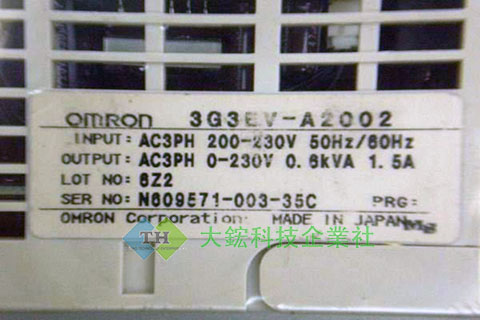 OMRON 3G3EV-A2002
INPUT: AC3PH 200-230V 50Hz/60Hz
OUTPUT: AC3PH 0-230V 0.6kVA 1.5A
LOT NO: 6Z2
SER NO: N609571-003-35C PRG:
OMRON Corporation MADE IN JAPAN MS
TH 大鋐科技企業社